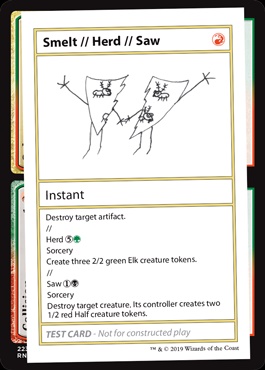 Smelt // Herd // Saw
Instant
Destroy target artifact.
//
Herd 5
Sorcery
Create three 2/2 green Elk creature tokens.
//
Saw 1
Sorcery
Destroy target creature. Its controller creates two
1/2 red Half creature tokens.
TEST CARD - Not for constructed play
™ & © 2019 Wizards of the Coast